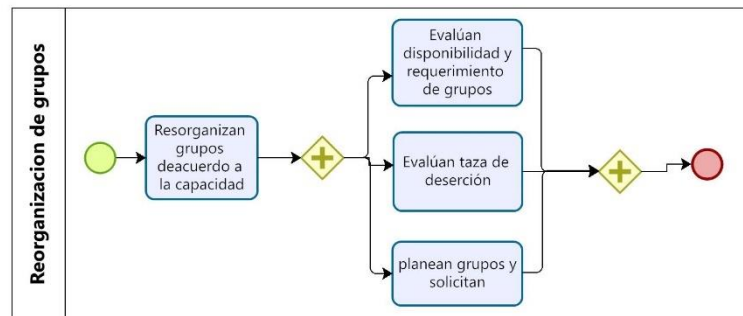 Reorganizacion de grupos
Resorganizan
grupos
deacuerdo a
la capacidad
Evalúan
disponibilidad y
requerimiento
de grupos
Evalúan taza de
deserción
planean grupos y
solicitan